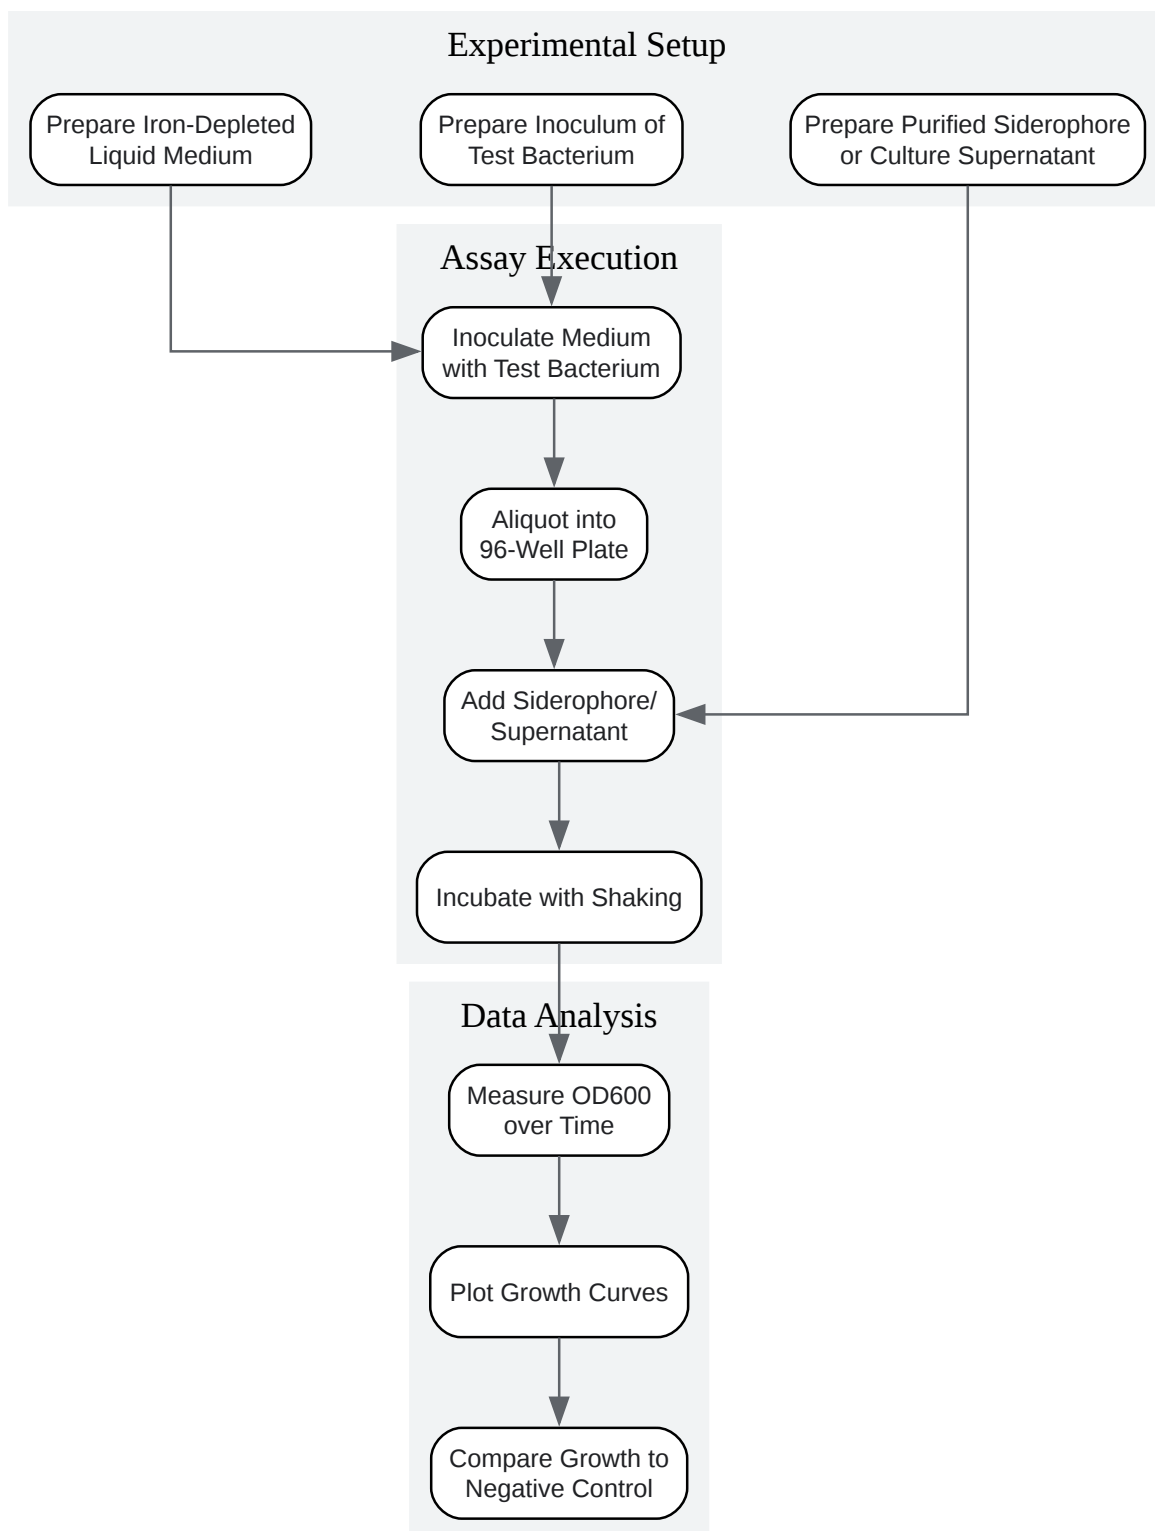 Experimental Setup
Prepare Iron-Depleted
Liquid Medium
Prepare Inoculum of
Test Bacterium
Prepare Purified Siderophore
or Culture Supernatant
Assay Execution
Inoculate Medium
with Test Bacterium
Aliquot into
96-Well Plate
Add Siderophore/
Supernatant
Incubate with Shaking
Data Analysis
Measure OD600
over Time
Plot Growth Curves
Compare Growth to
Negative Control